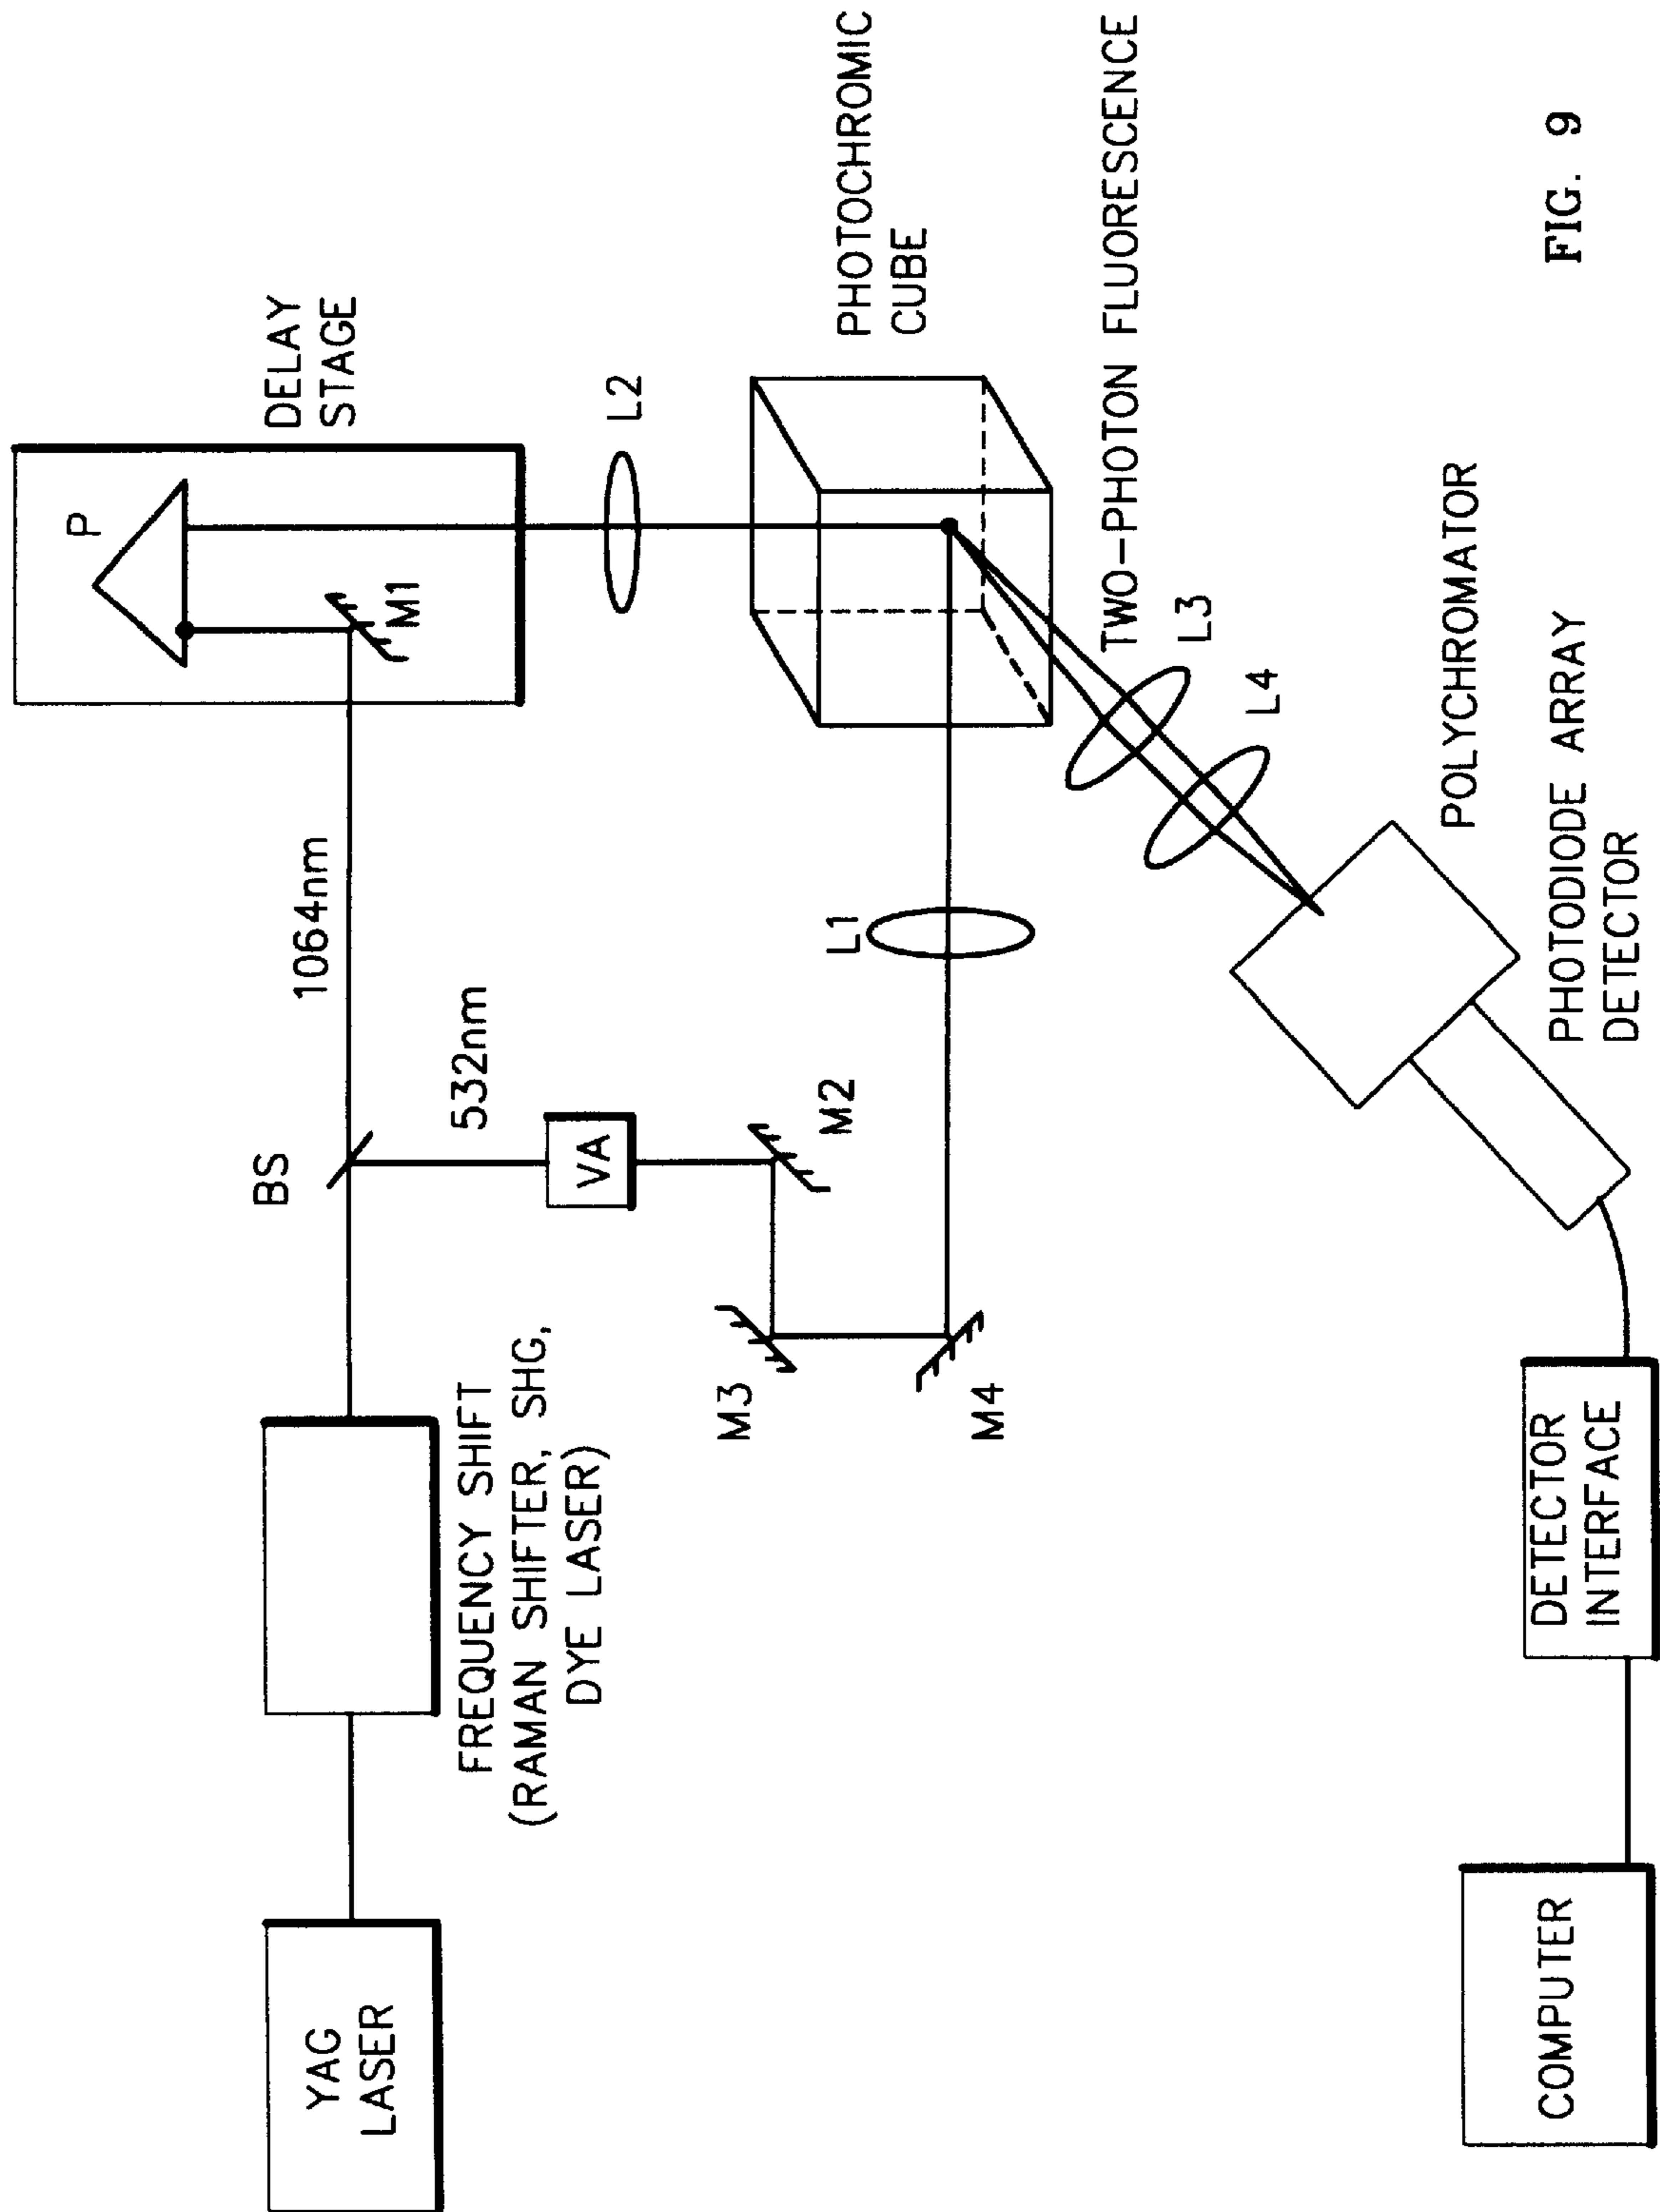 YAG
LASER
FREQUENCY SHIFT
(RAMAN SHIFTER, SHG,
DYE LASER)
BS
1064nm
532nm
VA
M2
M3
M4
DELAY
STAGE
P
M1
L2
L1
PHOTOCHROMIC
CUBE
TWO-PHOTON FLUORESCENCE
L3
L4
POLYCHROMATOR
PHOTODIODE ARRAY
DETECTOR
DETECTOR
INTERFACE
COMPUTER
FIG. 9